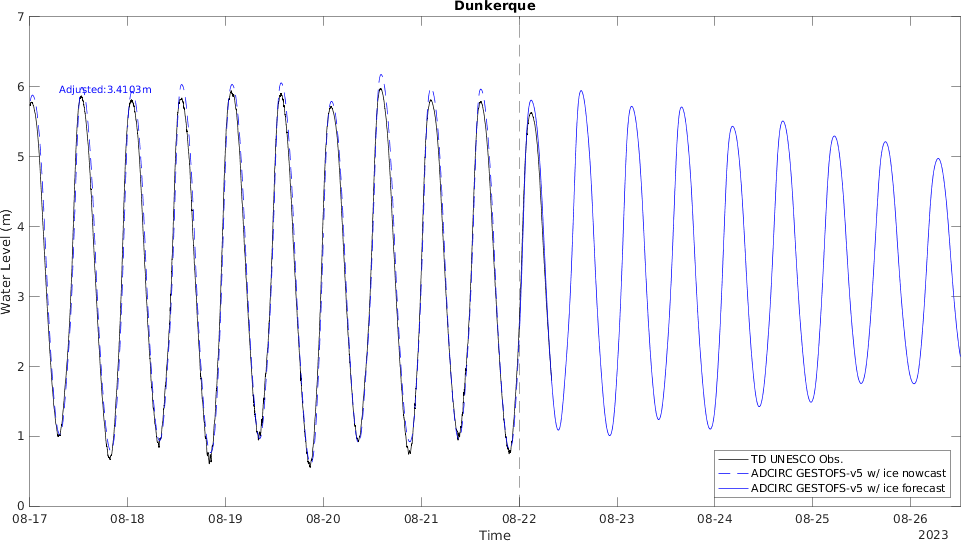 Dunkerque
7
6
5
4
3
2
1
0
Water Level (m)
Adjusted:3.4103m
TD UNESCO Obs.
ADCIRC GESTOFS-v5 w/ ice nowcast
ADCIRC GESTOFS-v5 w/ ice forecast
08-17 08-18 08-19 08-20 08-21 08-22 08-23 08-24 08-25 08-26
Time
2023